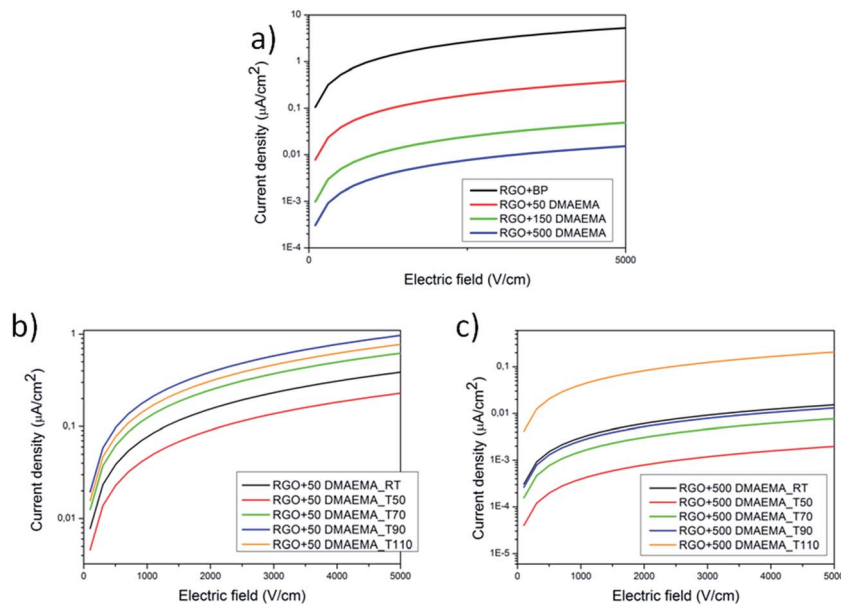 a)
Current density (μA/cm²)
10
1
0,1
0,01
1E-3
1E-4
RGO+BP
RGO+50 DMAEMA
RGO+150 DMAEMA
RGO+500 DMAEMA
0
5000
Electric field (V/cm)
b)
Current density (μA/cm²)
1
0,1
0,01
RGO+50 DMAEMA_RT
RGO+50 DMAEMA_T50
RGO+50 DMAEMA_T70
RGO+50 DMAEMA_T90
RGO+50 DMAEMA_T110
0 1000 2000 3000 4000 5000
Electric field (V/cm)
c)
Current density (μA/cm²)
0,1
0,01
1E-3
1E-4
1E-5
RGO+500 DMAEMA_RT
RGO+500 DMAEMA_T50
RGO+500 DMAEMA_T70
RGO+500 DMAEMA_T90
RGO+500 DMAEMA_T110
0 1000 2000 3000 4000 5000
Electric field (V/cm)